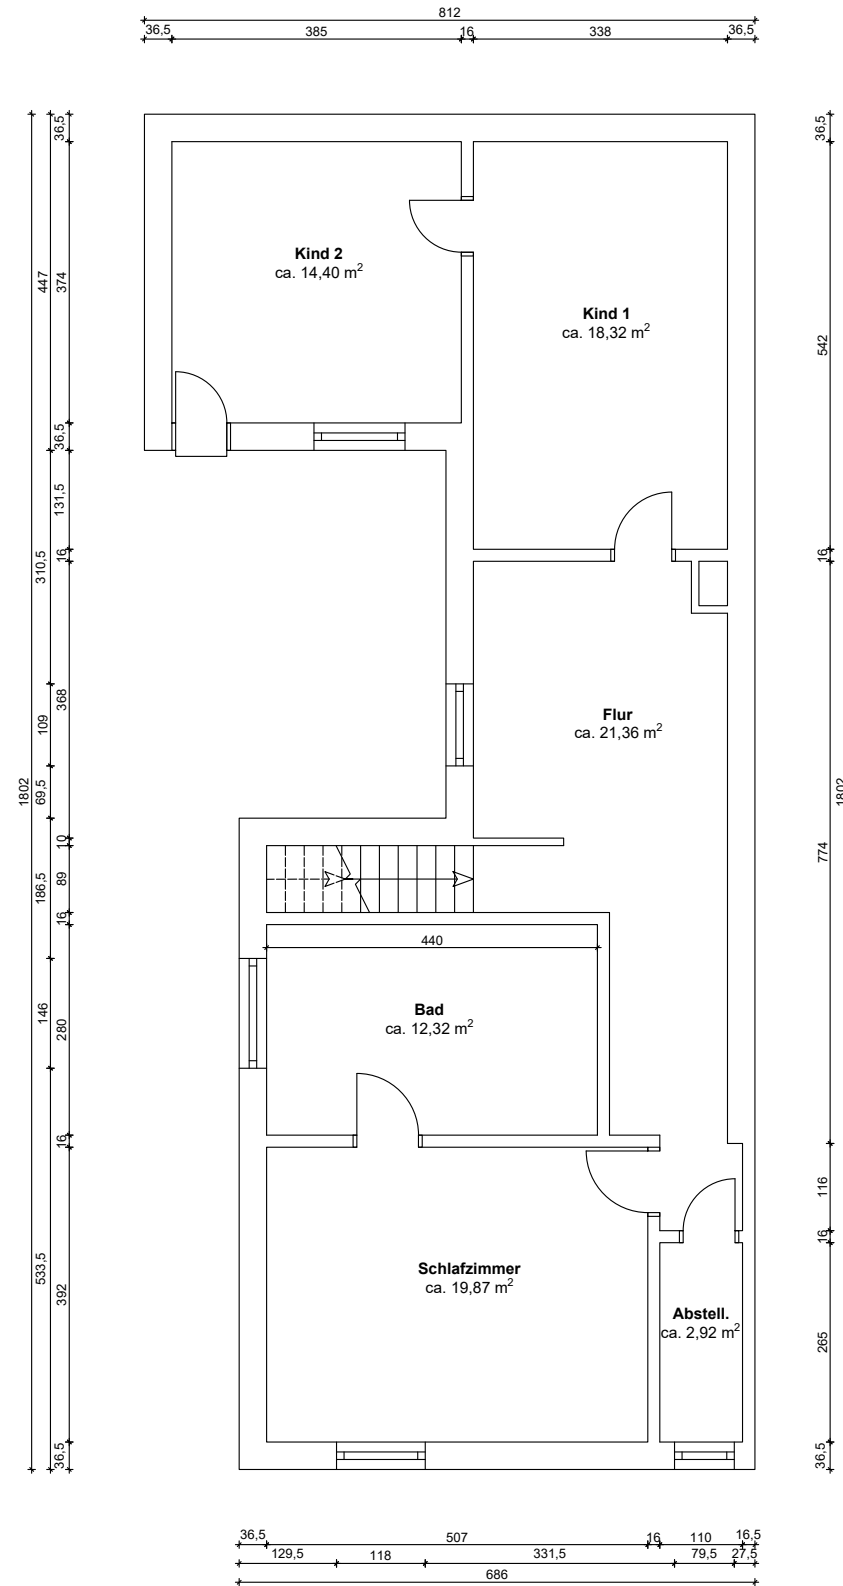 812
36,5 385 16 338 36,5
36,5
374
36,5
131,5
16
368
10
89
16
280
16
392
36,5
447
310,5
109
69,5
186,5
146
533,5
1802
36,5
542
16
774
116
16
265
36,5
1802
Kind 2
ca. 14,40 m²
Kind 1
ca. 18,32 m²
Flur
ca. 21,36 m²
440
Bad
ca. 12,32 m²
Schlafzimmer
ca. 19,87 m²
Abstell.
ca. 2,92 m²
36,5 507 16 110 16,5
129,5 118 331,5 79,5 27,5
686